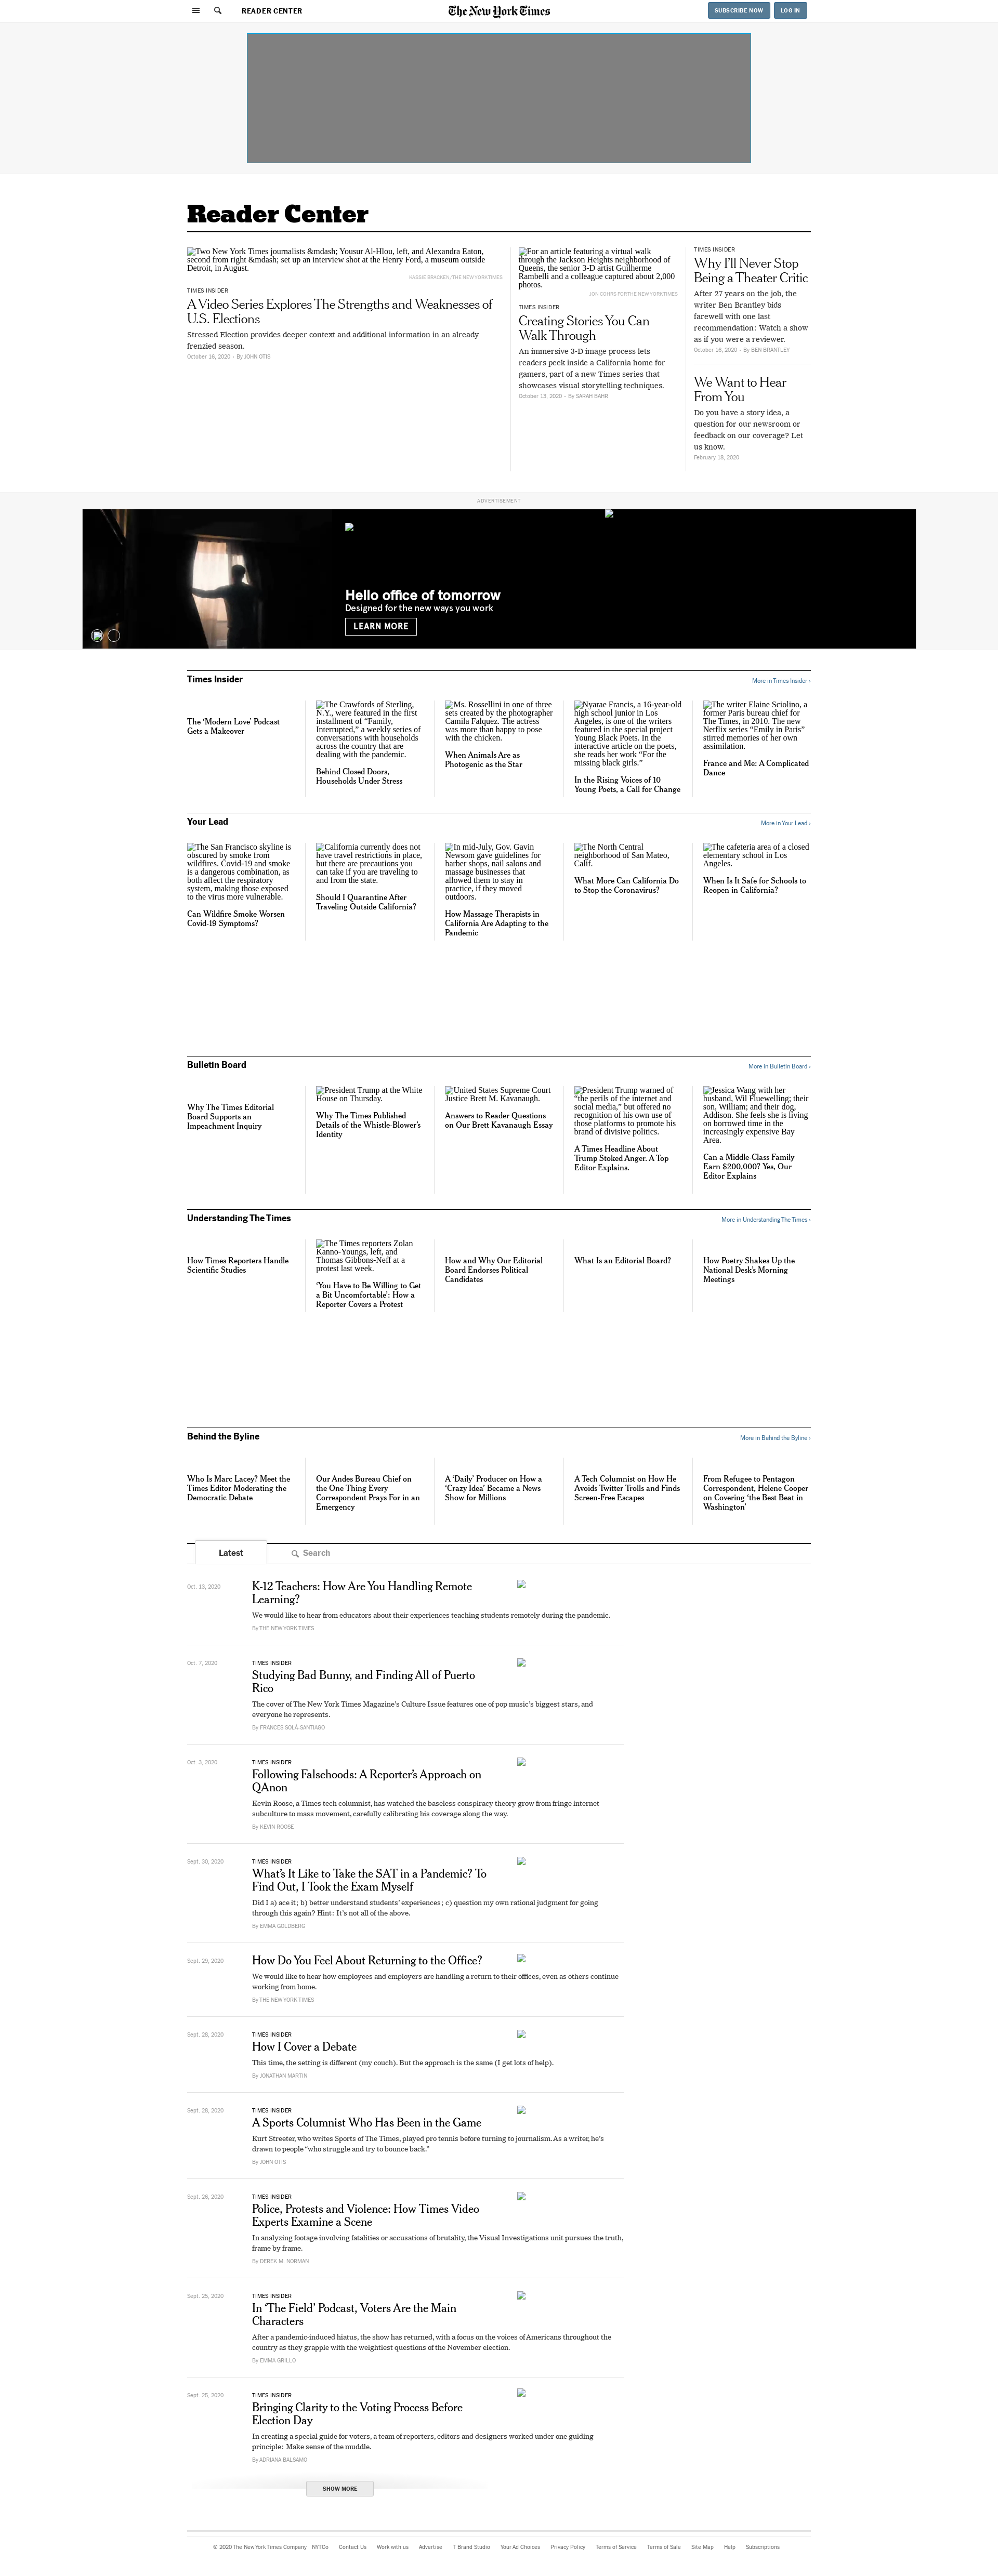 READER CENTER
The New York Times
SUBSCRIBE NOW
LOG IN
Reader Center
Two New York Times journalists &mdash; Yousur Al-Hlou, left, and Alexandra Eaton,
second from right &mdash; set up an interview shot at the Henry Ford, a museum outside
Detroit, in August.
KASSIE BRACKEN/THE NEW YORK TIMES
TIMES INSIDER
A Video Series Explores The Strengths and Weaknesses of
U.S. Elections
Stressed Election provides deeper context and additional information in an already
frenzied season.
October 16, 2020 - By JOHN OTIS
For an article featuring a virtual walk
through the Jackson Heights neighborhood of
Queens, the senior 3-D artist Guilherme
Rambelli and a colleague captured about 2,000
photos.
JON COHRS FOR THE NEW YORK TIMES
TIMES INSIDER
Creating Stories You Can
Walk Through
An immersive 3-D image process lets
readers peek inside a California home for
gamers, part of a new Times series that
showcases visual storytelling techniques.
October 13, 2020 - By SARAH BAHR
TIMES INSIDER
Why I'll Never Stop
Being a Theater Critic
After 27 years on the job, the
writer Ben Brantley bids
farewell with one last
recommendation: Watch a show
as if you were a reviewer.
October 16, 2020 - By BEN BRANTLEY
We Want to Hear
From You
Do you have a story idea, a
question for our newsroom or
feedback on our coverage? Let
us know.
February 18, 2020
ADVERTISEMENT
Hello office of tomorrow
Designed for the new ways you work
LEARN MORE
Times Insider
More in Times Insider ›
The ‘Modern Love’ Podcast
Gets a Makeover
The Crawfords of Sterling,
N.Y., were featured in the first
installment of “Family,
Interrupted,” a weekly series of
conversations with households
across the country that are
dealing with the pandemic.
Behind Closed Doors,
Households Under Stress
Ms. Rossellini in one of three
sets created by the photographer
Camila Falquez. The actress
was more than happy to pose
with the chicken.
When Animals Are as
Photogenic as the Star
Nyarae Francis, a 16-year-old
high school junior in Los
Angeles, is one of the writers
featured in the special project
Young Black Poets. In the
interactive article on the poets,
she reads her work “For the
missing black girls.”
In the Rising Voices of 10
Young Poets, a Call for Change
The writer Elaine Sciolino, a
former Paris bureau chief for
The Times, in 2010. The new
Netflix series “Emily in Paris”
stirred memories of her own
assimilation.
France and Me: A Complicated
Dance
Your Lead
More in Your Lead ›
The San Francisco skyline is
obscured by smoke from
wildfires. Covid-19 and smoke
is a dangerous combination, as
both affect the respiratory
system, making those exposed
to the virus more vulnerable.
Can Wildfire Smoke Worsen
Covid-19 Symptoms?
California currently does not
have travel restrictions in place,
but there are precautions you
can take if you are traveling to
and from the state.
Should I Quarantine After
Traveling Outside California?
In mid-July, Gov. Gavin
Newsom gave guidelines for
barber shops, nail salons and
massage businesses that
allowed them to stay in
practice, if they moved
outdoors.
How Massage Therapists in
California Are Adapting to the
Pandemic
The North Central
neighborhood of San Mateo,
Calif.
What More Can California Do
to Stop the Coronavirus?
The cafeteria area of a closed
elementary school in Los
Angeles.
When Is It Safe for Schools to
Reopen in California?
Bulletin Board
More in Bulletin Board ›
Why The Times Editorial
Board Supports an
Impeachment Inquiry
President Trump at the White
House on Thursday.
Why The Times Published
Details of the Whistle-Blower’s
Identity
United States Supreme Court
Justice Brett M. Kavanaugh.
Answers to Reader Questions
on Our Brett Kavanaugh Essay
President Trump warned of
“the perils of the internet and
social media,” but offered no
recognition of his own use of
those platforms to promote his
brand of divisive politics.
A Times Headline About
Trump Stoked Anger. A Top
Editor Explains.
Jessica Wang with her
husband, Wil Fluewelling; their
son, William; and their dog,
Addison. She feels she is living
on borrowed time in the
increasingly expensive Bay
Area.
Can a Middle-Class Family
Earn $200,000? Yes, Our
Editor Explains
Understanding The Times
More in Understanding The Times ›
How Times Reporters Handle
Scientific Studies
The Times reporters Zolan
Kanno-Youngs, left, and
Thomas Gibbons-Neff at a
protest last week.
‘You Have to Be Willing to Get
a Bit Uncomfortable’: How a
Reporter Covers a Protest
How and Why Our Editorial
Board Endorses Political
Candidates
What Is an Editorial Board?
How Poetry Shakes Up the
National Desk’s Morning
Meetings
Behind the Byline
More in Behind the Byline ›
Who Is Marc Lacey? Meet the
Times Editor Moderating the
Democratic Debate
Our Andes Bureau Chief on
the One Thing Every
Correspondent Prays For in an
Emergency
A ‘Daily’ Producer on How a
‘Crazy Idea’ Became a News
Show for Millions
A Tech Columnist on How He
Avoids Twitter Trolls and Finds
Screen-Free Escapes
From Refugee to Pentagon
Correspondent, Helene Cooper
on Covering ‘the Best Beat in
Washington’
Latest
Search
Oct. 13, 2020
K-12 Teachers: How Are You Handling Remote
Learning?
We would like to hear from educators about their experiences teaching students remotely during the pandemic.
By THE NEW YORK TIMES
Oct. 7, 2020
TIMES INSIDER
Studying Bad Bunny, and Finding All of Puerto
Rico
The cover of The New York Times Magazine’s Culture Issue features one of pop music’s biggest stars, and
everyone he represents.
By FRANCES SOLÁ-SANTIAGO
Oct. 3, 2020
TIMES INSIDER
Following Falsehoods: A Reporter’s Approach on
QAnon
Kevin Roose, a Times tech columnist, has watched the baseless conspiracy theory grow from fringe internet
subculture to mass movement, carefully calibrating his coverage along the way.
By KEVIN ROOSE
Sept. 30, 2020
TIMES INSIDER
What’s It Like to Take the SAT in a Pandemic? To
Find Out, I Took the Exam Myself
Did I a) ace it; b) better understand students’ experiences; c) question my own rational judgment for going
through this again? Hint: It’s not all of the above.
By EMMA GOLDBERG
Sept. 29, 2020
How Do You Feel About Returning to the Office?
We would like to hear how employees and employers are handling a return to their offices, even as others continue
working from home.
By THE NEW YORK TIMES
Sept. 28, 2020
TIMES INSIDER
How I Cover a Debate
This time, the setting is different (my couch). But the approach is the same (I get lots of help).
By JONATHAN MARTIN
Sept. 28, 2020
TIMES INSIDER
A Sports Columnist Who Has Been in the Game
Kurt Streeter, who writes Sports of The Times, played pro tennis before turning to journalism. As a writer, he’s
drawn to people “who struggle and try to bounce back.”
By JOHN OTIS
Sept. 26, 2020
TIMES INSIDER
Police, Protests and Violence: How Times Video
Experts Examine a Scene
In analyzing footage involving fatalities or accusations of brutality, the Visual Investigations unit pursues the truth,
frame by frame.
By DEREK M. NORMAN
Sept. 25, 2020
TIMES INSIDER
In ‘The Field’ Podcast, Voters Are the Main
Characters
After a pandemic-induced hiatus, the show has returned, with a focus on the voices of Americans throughout the
country as they grapple with the weightiest questions of the November election.
By EMMA GRILLO
Sept. 25, 2020
TIMES INSIDER
Bringing Clarity to the Voting Process Before
Election Day
In creating a special guide for voters, a team of reporters, editors and designers worked under one guiding
principle: Make sense of the muddle.
By ADRIANA BALSAMO
SHOW MORE
© 2020 The New York Times Company NYTCo Contact Us Work with us Advertise T Brand Studio Your Ad Choices Privacy Policy Terms of Service Terms of Sale Site Map Help Subscriptions